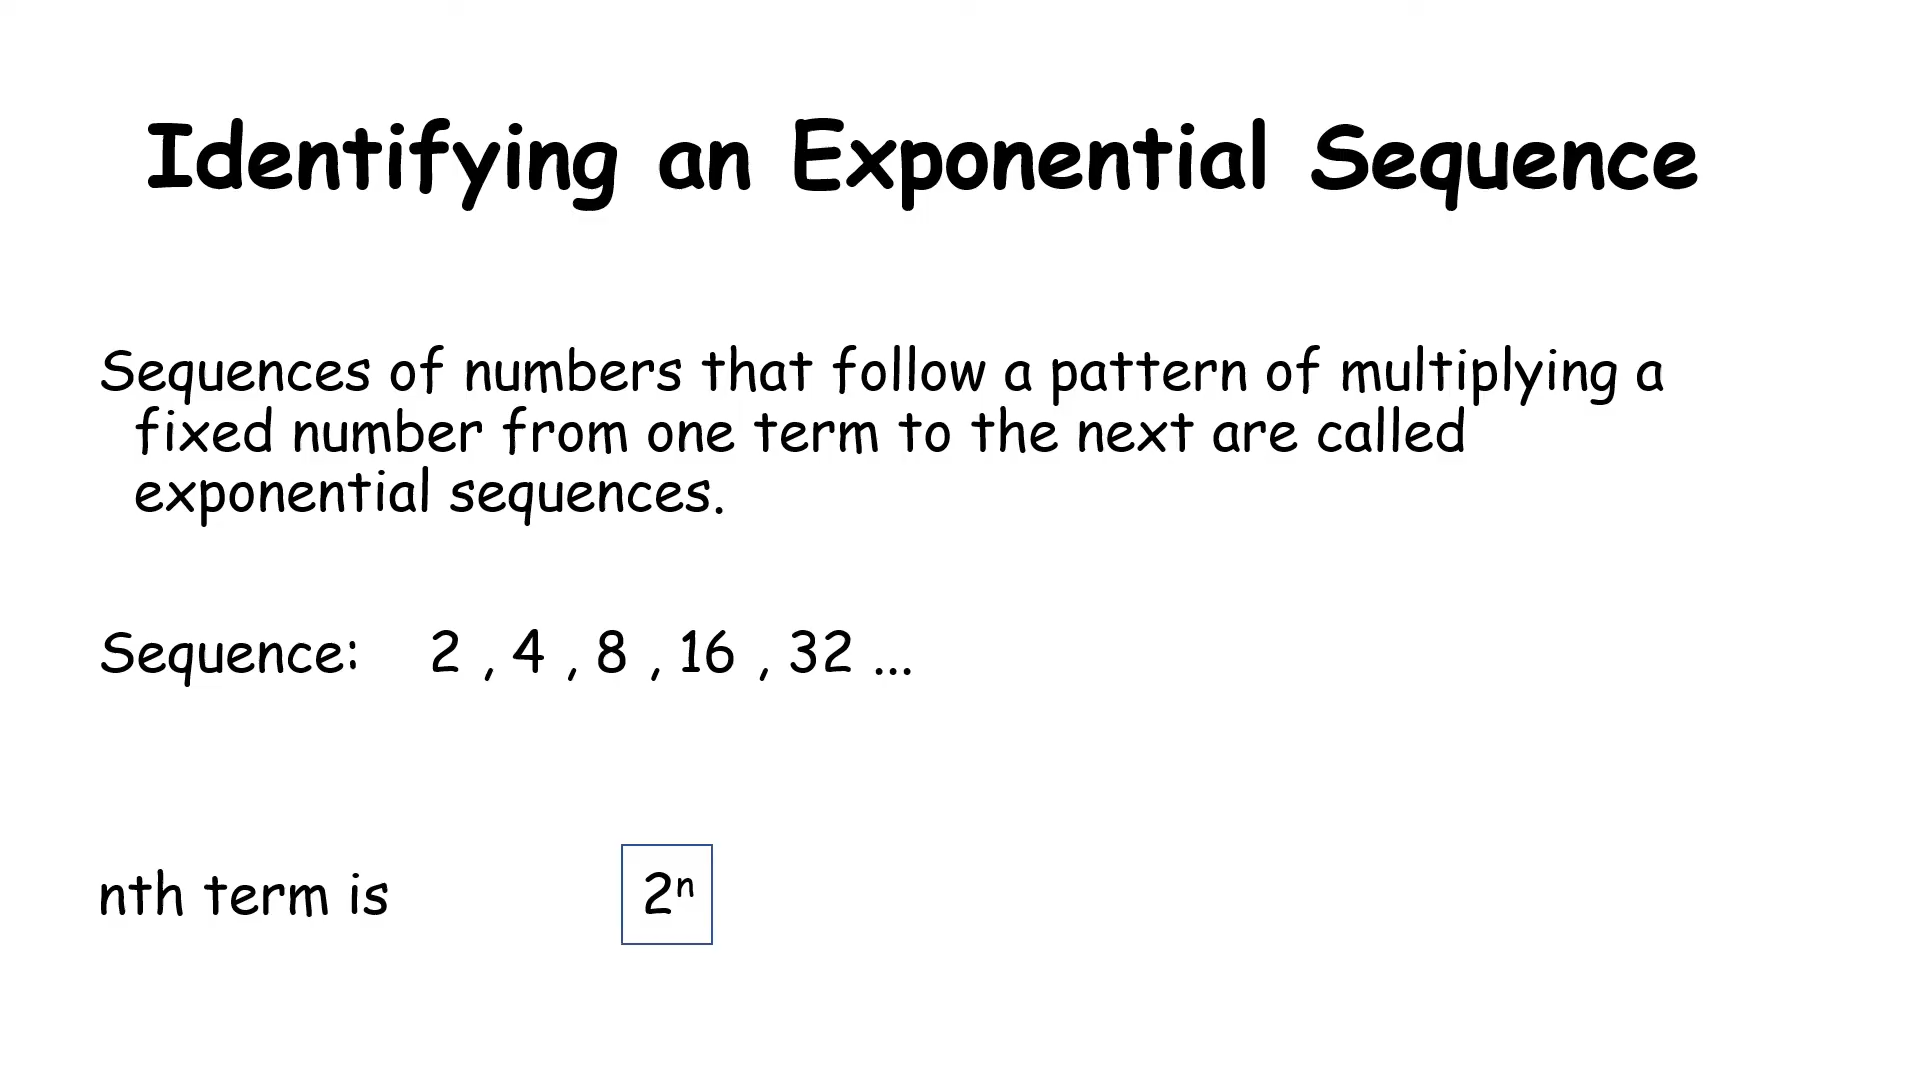 Identifying an Exponential Sequence
Sequences of numbers that follow a pattern of multiplying a
fixed number from one term to the next are called
exponential sequences.
Sequence: 2 , 4 , 8 , 16 , 32 ...
nth term is 2ⁿ